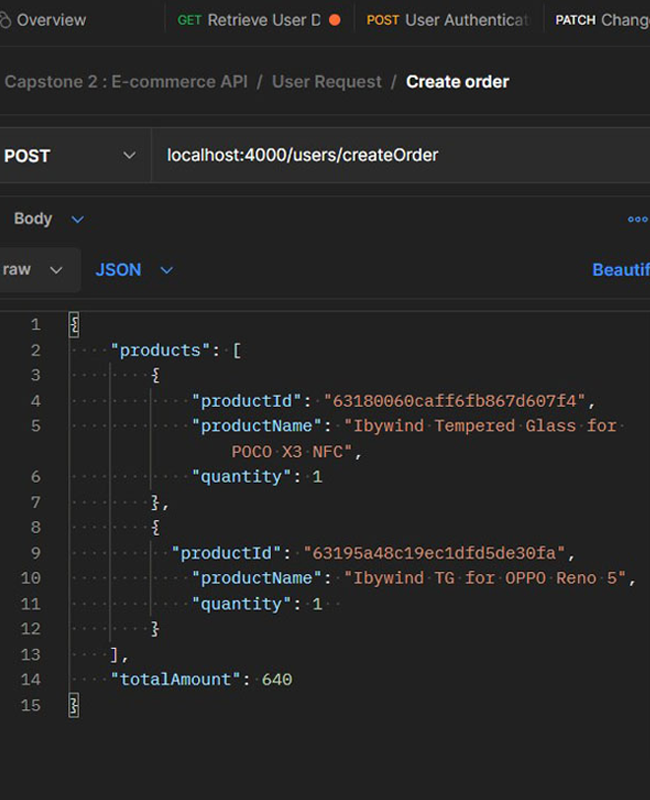 Overview GET Retrieve User D POST User Authenticat PATCH Chang
Capstone 2 : E-commerce API / User Request / Create order
POST localhost:4000/users/createOrder
Body
raw JSON Beautif
1 {
2 "products": [
3 {
4 "productId": "63180060caff6fb867d607f4",
5 "productName": "Ibywind Tempered Glass for
POCO X3 NFC",
6 "quantity": 1
7 },
8 {
9 "productId": "63195a48c19ec1dfd5de30fa",
10 "productName": "Ibywind TG for OPPO Reno 5",
11 "quantity": 1
12 }
13 ],
14 "totalAmount": 640
15 }